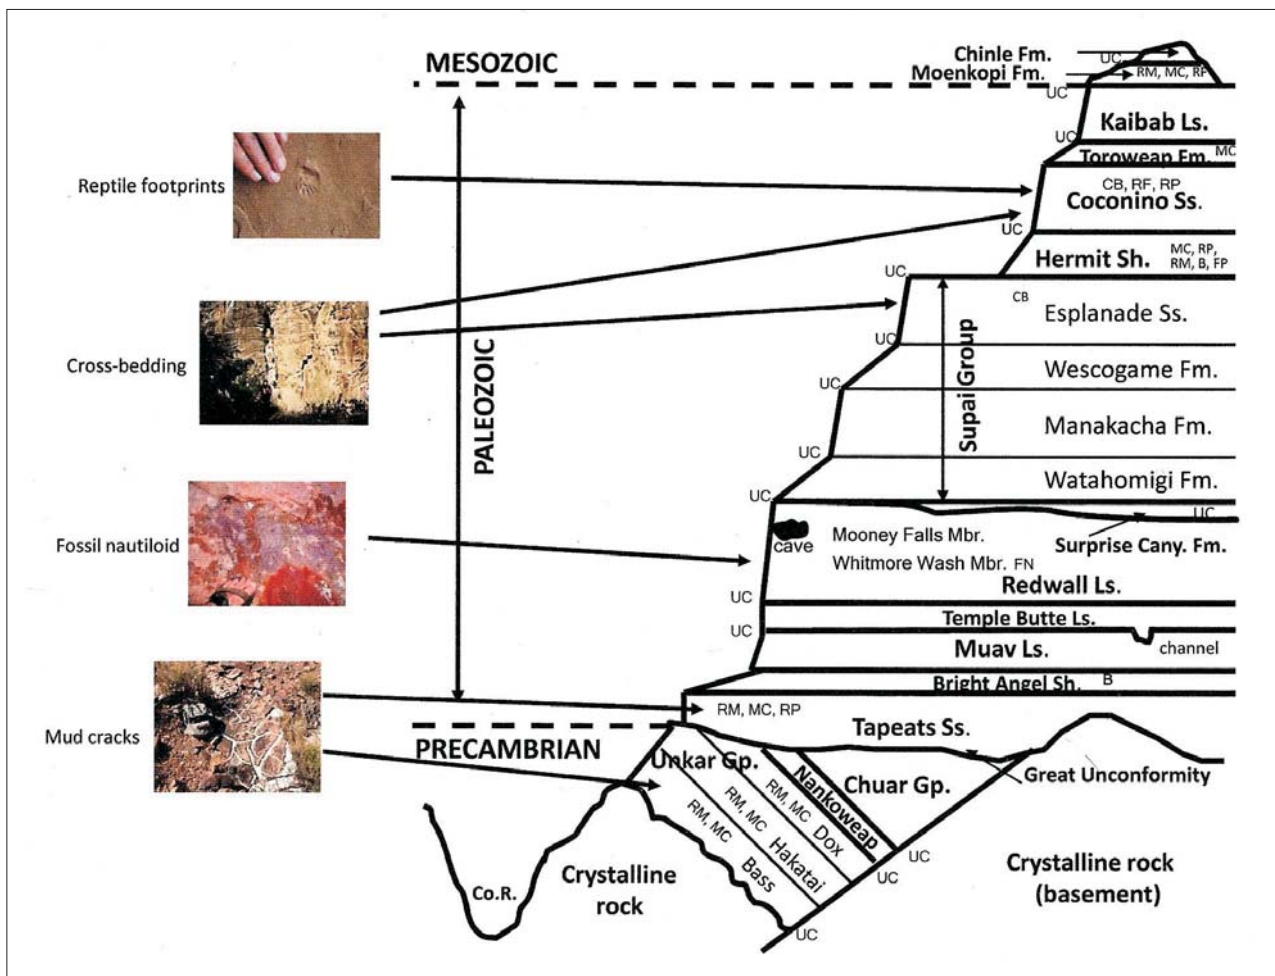 MESOZOIC
Chinle Fm.
UC
Moenkopi Fm.
RM, MC, RP
UC
Kaibab Ls.
UC
Toroweap Fm.
MC
Reptile footprints
CB, RF, RP
Coconino Ss.
UC
Hermit Sh.
MC, RP,
RM, B, FP
UC
CB
Esplanade Ss.
UC
Cross-bedding
PALEOZOIC
Supai Group
Wescogame Fm.
UC
Manakacha Fm.
UC
Watahomigi Fm.
UC
UC
Fossil nautiloid
cave
Mooney Falls Mbr.
Surprise Cany. Fm.
Whitmore Wash Mbr. FN
Redwall Ls.
UC
Temple Butte Ls.
UC
Muav Ls.
channel
Bright Angel Sh.
B
Mud cracks
RM, MC, RP
Tapeats Ss.
PRECAMBRIAN
Unkar Gp.
Nankoweap
Chuar Gp.
Great Unconformity
RM, MC Dox
RM, MC Hakatai
RM, MC Bass
UC
UC
UC
Co.R.
Crystalline
rock
Crystalline rock
(basement)